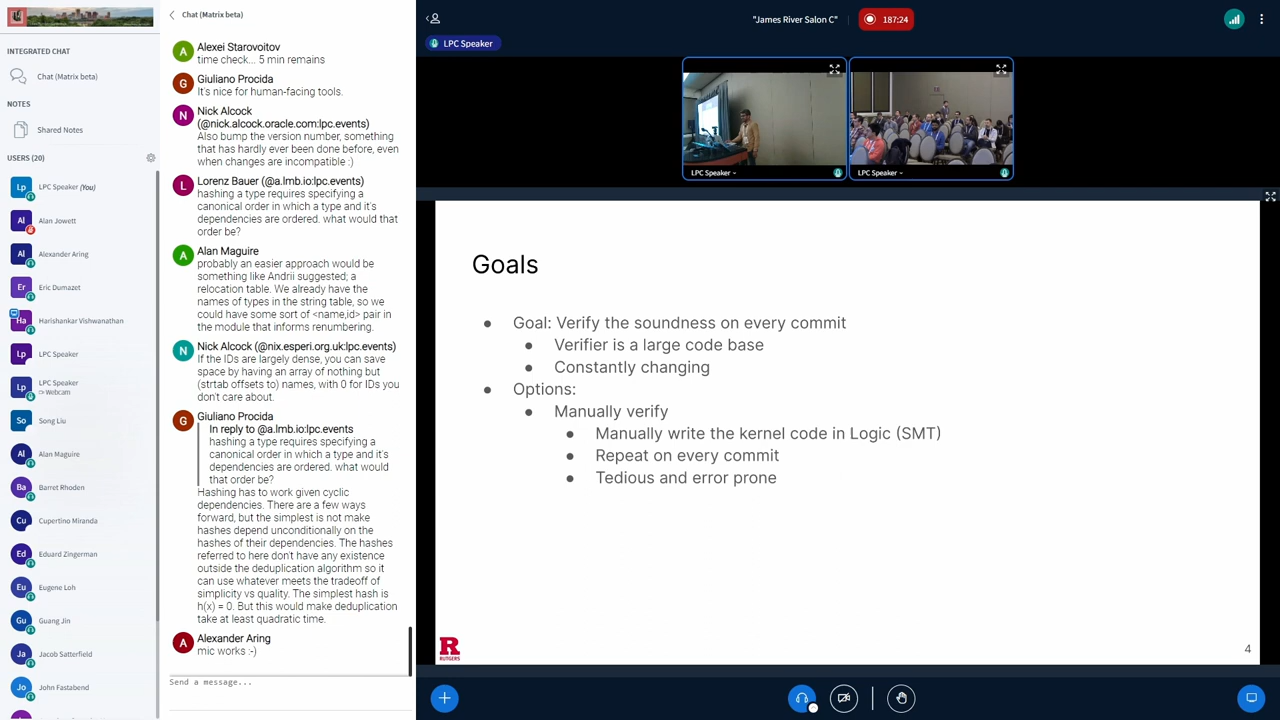 INTEGRATED CHAT
Chat (Matrix beta)
NOTES
Shared Notes
USERS (20)
Lp LPC Speaker (You)
Al Alan Jowett
Al Alexander Aring
Er Eric Dumazet
Ha Harishankar Vishwanathan
Lp LPC Speaker
Lp LPC Speaker
Webcam
So Song Liu
Al Alan Maguire
Ba Barret Rhoden
Cu Cupertino Miranda
Ed Eduard Zingerman
Eu Eugene Loh
Gu Guang Jin
Ja Jacob Satterfield
Jo John Fastabend
Chat (Matrix beta)
A Alexei Starovoitov
time check... 5 min remains
G Giuliano Procida
It's nice for human-facing tools.
N Nick Alcock
(@nick.alcock.oracle.com:lpc.events)
Also bump the version number, something
that has hardly ever been done before, even
when changes are incompatible :)
L Lorenz Bauer (@a.lmb.io:lpc.events)
hashing a type requires specifying a
canonical order in which a type and it's
dependencies are ordered. what would that
order be?
A Alan Maguire
probably an easier approach would be
something like Andrii suggested; a
relocation table. We already have the
names of types in the string table, so we
could have some sort of <name,id> pair in
the module that informs renumbering.
N Nick Alcock (@nix.esperi.org.uk:lpc.events)
If the IDs are largely dense, you can save
space by having an array of nothing but
(strtab offsets to) names, with 0 for IDs you
don't care about.
G Giuliano Procida
In reply to @a.lmb.io:lpc.events
hashing a type requires specifying a
canonical order in which a type and it's
dependencies are ordered. what would
that order be?
Hashing has to work given cyclic
dependencies. There are a few ways
forward, but the simplest is not make
hashes depend unconditionally on the
hashes of their dependencies. The hashes
referred to here don't have any existence
outside the deduplication algorithm so it
can use whatever meets the tradeoff of
simplicity vs quality. The simplest hash is
h(x) = 0. But this would make deduplication
take at least quadratic time.
A Alexander Aring
mic works :-)
Send a message...
"James River Salon C"
187:24
LPC Speaker
LPC Speaker
LPC Speaker
Goals
● Goal: Verify the soundness on every commit
● Verifier is a large code base
● Constantly changing
● Options:
● Manually verify
● Manually write the kernel code in Logic (SMT)
● Repeat on every commit
● Tedious and error prone
R
RUTGERS
4